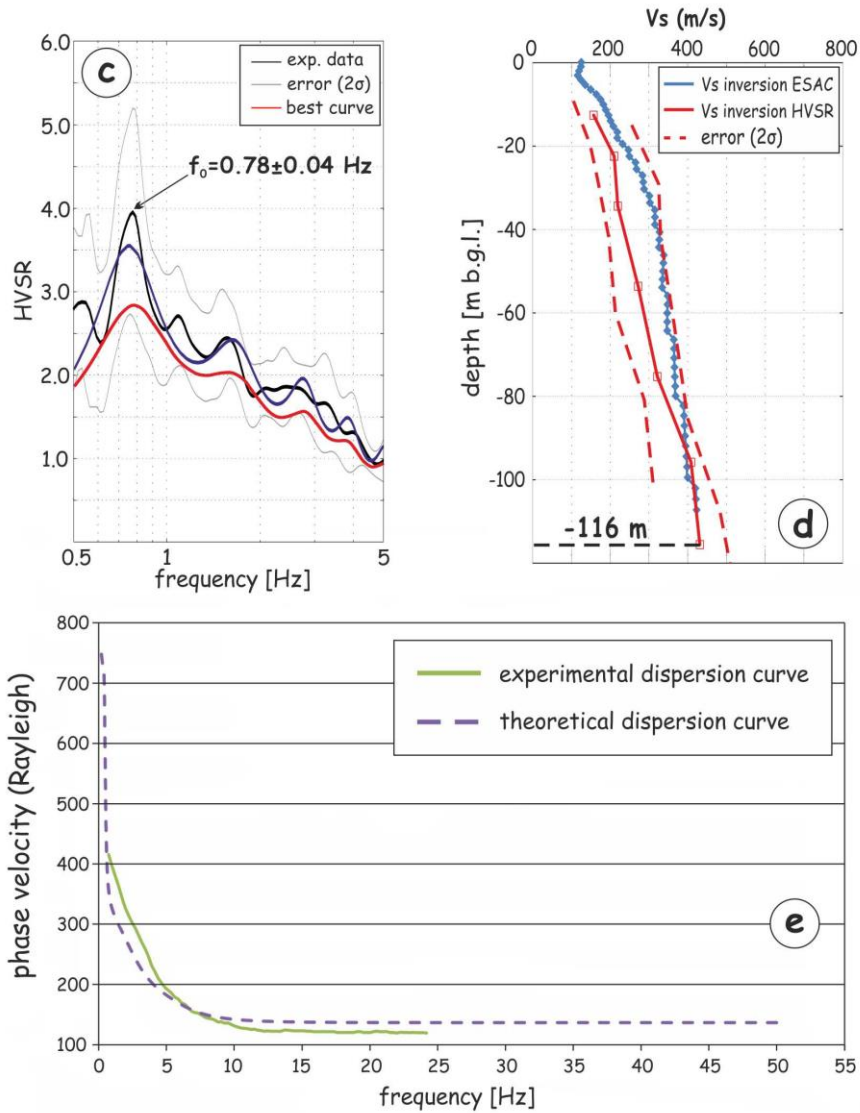 c
6.0
5.0
4.0
3.0
2.0
1.0
HVSR
exp. data
error (2σ)
best curve
f₀=0.78±0.04 Hz
0.5
1
5
frequency [Hz]
Vs (m/s)
0
200
400
600
800
0
-20
-40
-60
-80
-100
depth [m b.g.l.]
Vs inversion ESAC
Vs inversion HVSR
error (2σ)
-116 m
d
800
700
600
500
400
300
200
100
phase velocity (Rayleigh)
experimental dispersion curve
theoretical dispersion curve
e
0
5
10
15
20
25
30
35
40
45
50
55
frequency [Hz]